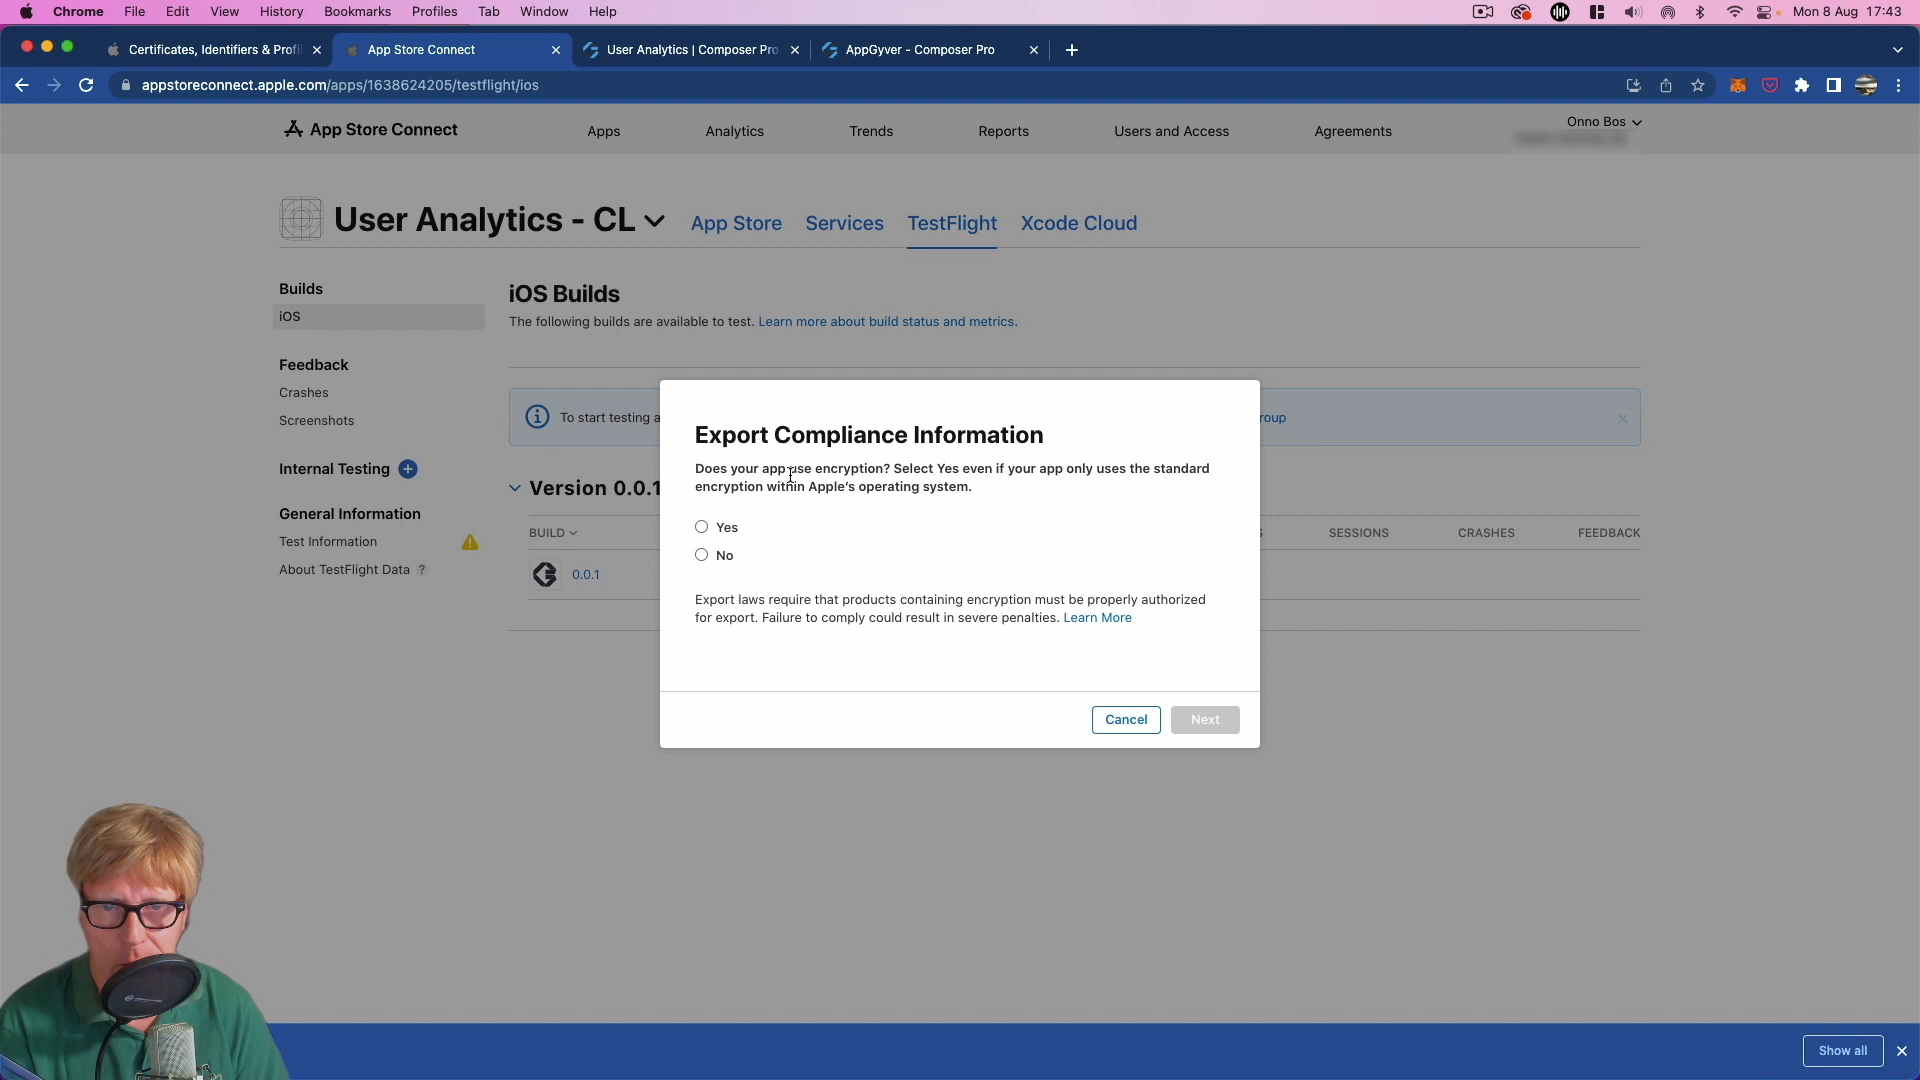 Chrome File Edit View History Bookmarks Profiles Tab Window Help Mon 8 Aug 17:43
Certificates, Identifiers & Profi App Store Connect User Analytics | Composer Pro AppGyver - Composer Pro
appstoreconnect.apple.com/apps/1638624205/testflight/ios
App Store Connect Apps Analytics Trends Reports Users and Access Agreements Onno Bos
User Analytics - CL App Store Services TestFlight Xcode Cloud
Builds
iOS
Feedback
Crashes
Screenshots
Internal Testing
General Information
Test Information
About TestFlight Data ?
iOS Builds
The following builds are available to test. Learn more about build status and metrics.
To start testing a roup
Version 0.0.1
BUILD S SESSIONS CRASHES FEEDBACK
0.0.1
Export Compliance Information
Does your app use encryption? Select Yes even if your app only uses the standard
encryption within Apple's operating system.
Yes
No
Export laws require that products containing encryption must be properly authorized
for export. Failure to comply could result in severe penalties. Learn More
Cancel Next
Show all